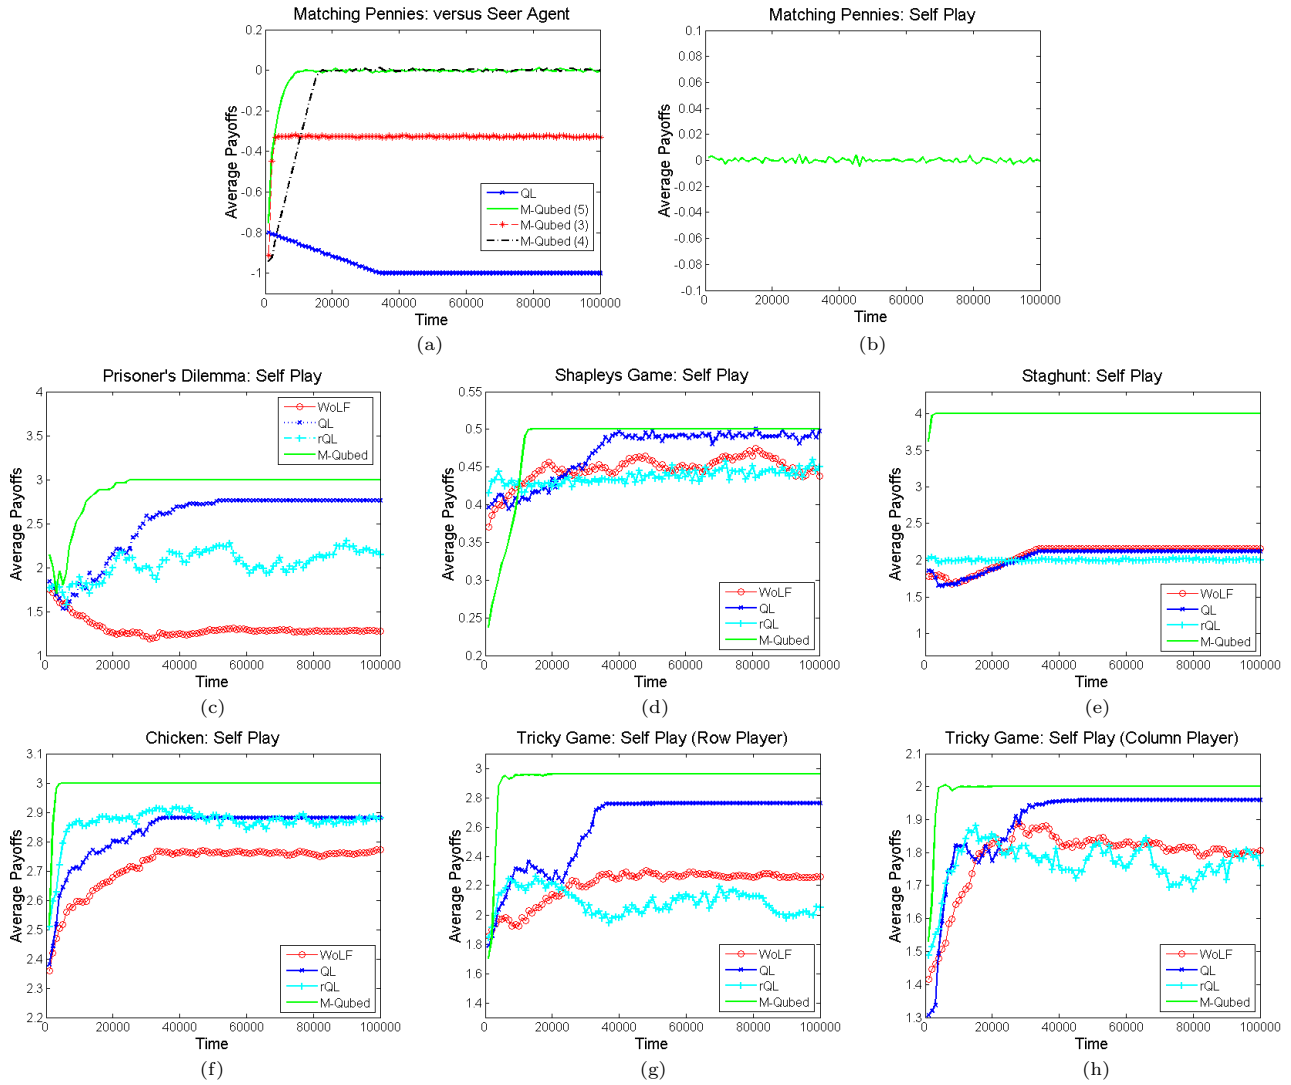 Matching Pennies: versus Seer Agent
0.2
0
-0.2
-0.4
-0.6
-0.8
-1
Average Payoffs
QL
M-Qubed (5)
M-Qubed (3)
M-Qubed (4)
0 20000 40000 60000 80000 100000
Time
(a)
Matching Pennies: Self Play
0.1
0.08
0.06
0.04
0.02
0
-0.02
-0.04
-0.06
-0.08
-0.1
Average Payoffs
0 20000 40000 60000 80000 100000
Time
(b)
Prisoner's Dilemma: Self Play
4
3.5
3
2.5
2
1.5
1
Average Payoffs
WoLF
QL
rQL
M-Qubed
0 20000 40000 60000 80000 100000
Time
(c)
Shapleys Game: Self Play
0.55
0.5
0.45
0.4
0.35
0.3
0.25
0.2
Average Payoffs
WoLF
QL
rQL
M-Qubed
0 20000 40000 60000 80000 100000
Time
(d)
Staghunt: Self Play
4
3.5
3
2.5
2
1.5
1
Average Payoffs
WoLF
QL
rQL
M-Qubed
0 20000 40000 60000 80000 100000
Time
(e)
Chicken: Self Play
3.1
3
2.9
2.8
2.7
2.6
2.5
2.4
2.3
2.2
Average Payoffs
WoLF
QL
rQL
M-Qubed
0 20000 40000 60000 80000 100000
Time
(f)
Tricky Game: Self Play (Row Player)
3
2.8
2.6
2.4
2.2
2
1.8
1.6
1.4
Average Payoffs
WoLF
QL
rQL
M-Qubed
0 20000 40000 60000 80000 100000
Time
(g)
Tricky Game: Self Play (Column Player)
2.1
2
1.9
1.8
1.7
1.6
1.5
1.4
1.3
Average Payoffs
WoLF
QL
rQL
M-Qubed
0 20000 40000 60000 80000 100000
Time
(h)